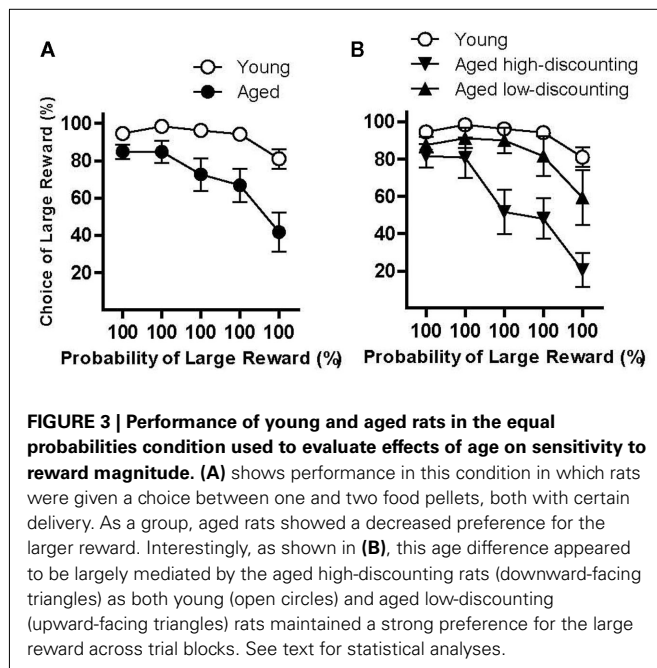 A
Young
Aged
B
Young
Aged high-discounting
Aged low-discounting
Choice of Large Reward (%)
100
80
60
40
20
100 100 100 100 100
Probability of Large Reward (%)
100
80
60
40
20
100 100 100 100 100
Probability of Large Reward (%)
FIGURE 3 | Performance of young and aged rats in the equal
probabilities condition used to evaluate effects of age on sensitivity to
reward magnitude. (A) shows performance in this condition in which rats
were given a choice between one and two food pellets, both with certain
delivery. As a group, aged rats showed a decreased preference for the
larger reward. Interestingly, as shown in (B), this age difference appeared
to be largely mediated by the aged high-discounting rats (downward-facing
triangles) as both young (open circles) and aged low-discounting
(upward-facing triangles) rats maintained a strong preference for the large
reward across trial blocks. See text for statistical analyses.